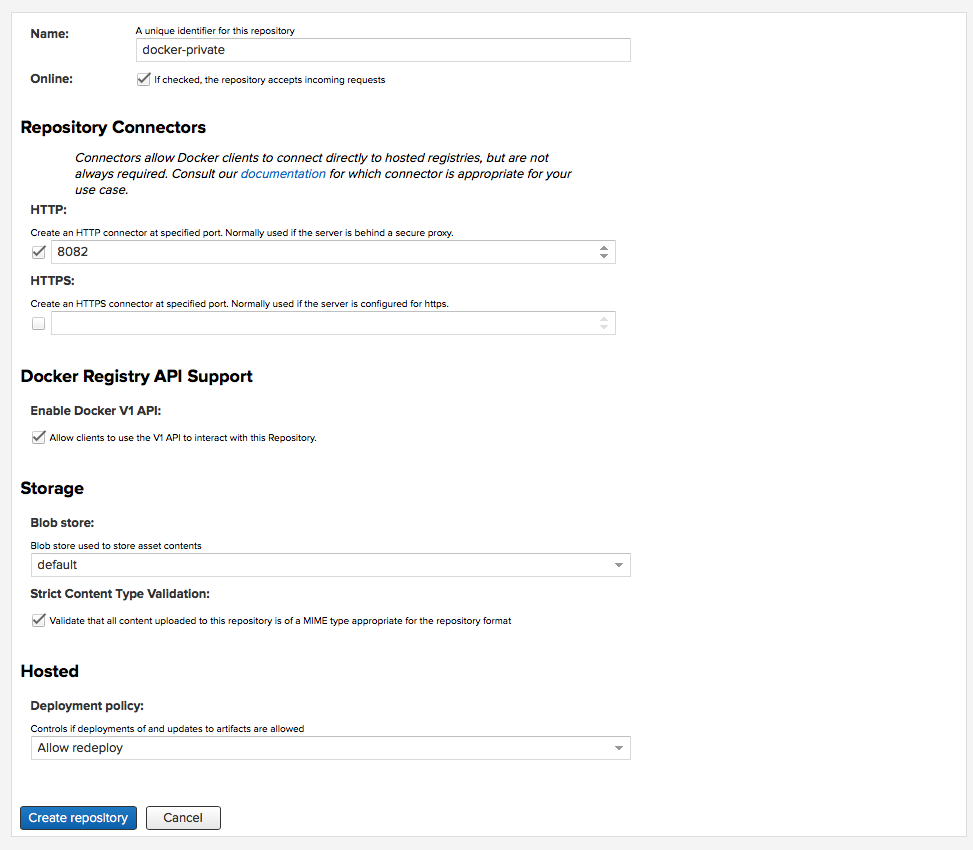 Name:
A unique identifier for this repository
docker-private
Online:
If checked, the repository accepts incoming requests
Repository Connectors
Connectors allow Docker clients to connect directly to hosted registries, but are not
always required. Consult our documentation for which connector is appropriate for your
use case.
HTTP:
Create an HTTP connector at specified port. Normally used if the server is behind a secure proxy.
8082
HTTPS:
Create an HTTPS connector at specified port. Normally used if the server is configured for https.
Docker Registry API Support
Enable Docker V1 API:
Allow clients to use the V1 API to interact with this Repository.
Storage
Blob store:
Blob store used to store asset contents
default
Strict Content Type Validation:
Validate that all content uploaded to this repository is of a MIME type appropriate for the repository format
Hosted
Deployment policy:
Controls if deployments of and updates to artifacts are allowed
Allow redeploy
Create repository
Cancel